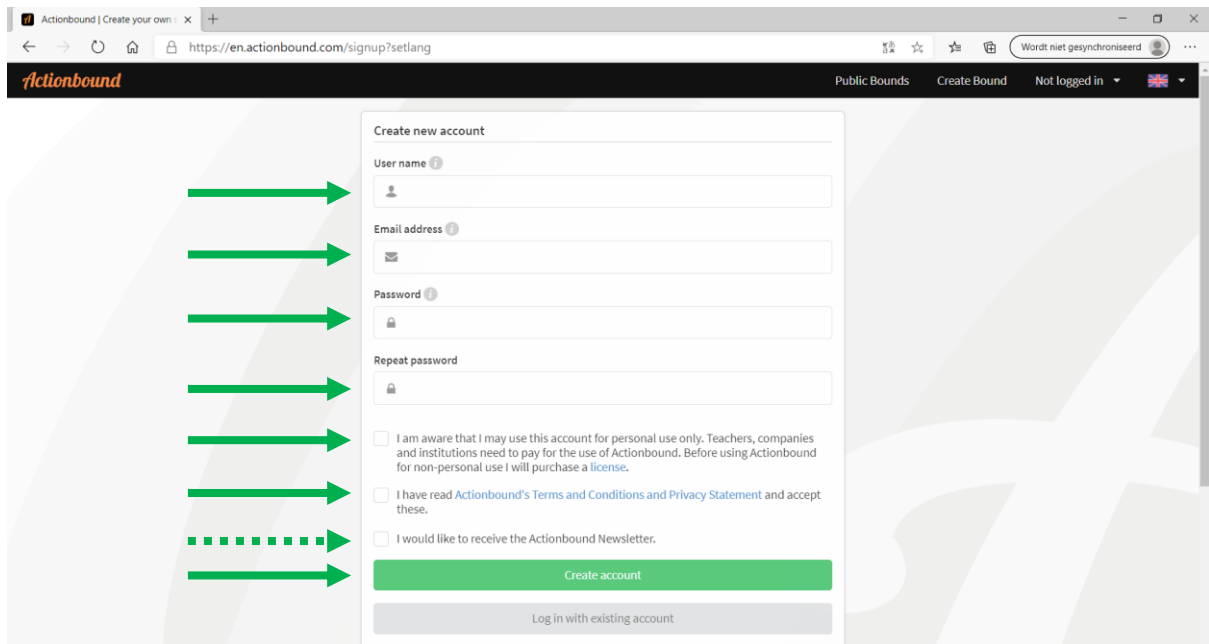 Actionbound | Create your own s
https://en.actionbound.com/signup?setlang
Wordt niet gesynchroniseerd
Actionbound
Public Bounds
Create Bound
Not logged in
Create new account
User name
Email address
Password
Repeat password
I am aware that I may use this account for personal use only. Teachers, companies
and institutions need to pay for the use of Actionbound. Before using Actionbound
for non-personal use I will purchase a license.
I have read Actionbound's Terms and Conditions and Privacy Statement and accept
these.
I would like to receive the Actionbound Newsletter.
Create account
Log in with existing account